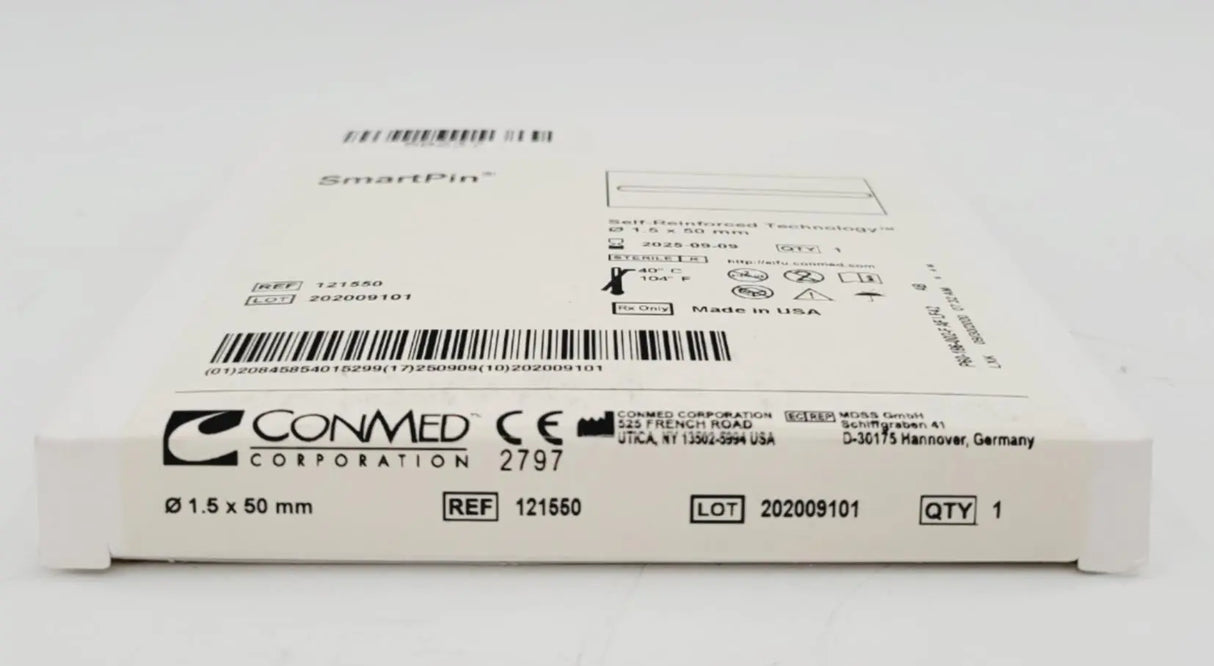 SmartPin®
Self-Reinforced Technology™
Ø 1.5 x 50 mm
2025-09-09 QTY 1
STERILE R http://eifu.conmed.com
40° C
104° F
Rx Only Made in USA
REF 121550
LOT 202009101
(01)20845854015299(17)250909(10)202009101
CONMED™
CORPORATION
CE
2797
CONMED CORPORATION
525 FRENCH ROAD
UTICA, NY 13502-5994 USA
EC REP MDSS GmbH
Schiffgraben 41
D-30175 Hannover, Germany
Ø 1.5 x 50 mm REF 121550 LOT 202009101 QTY 1